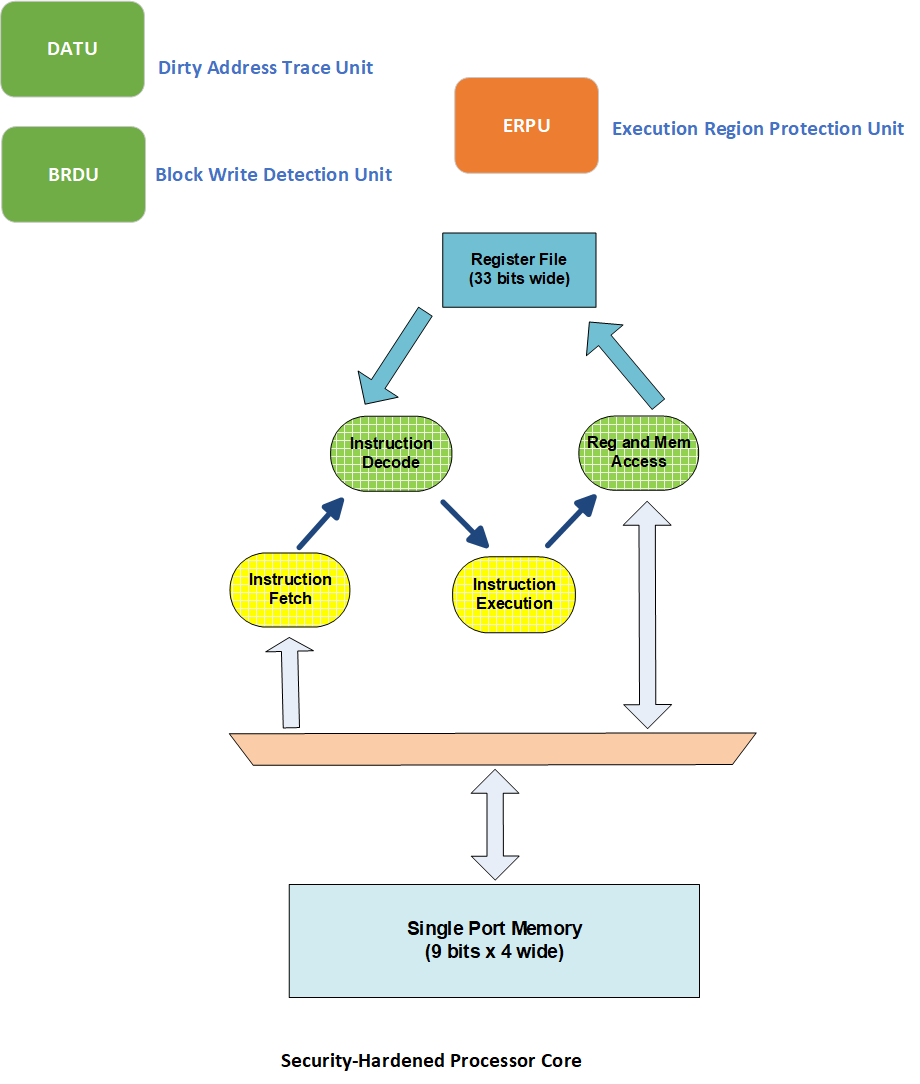 DATU
Dirty Address Trace Unit
ERPU
Execution Region Protection Unit
BRDU
Block Write Detection Unit
Register File
(33 bits wide)
Instruction
Decode
Reg and Mem
Access
Instruction
Fetch
Instruction
Execution
Single Port Memory
(9 bits x 4 wide)
Security-Hardened Processor Core